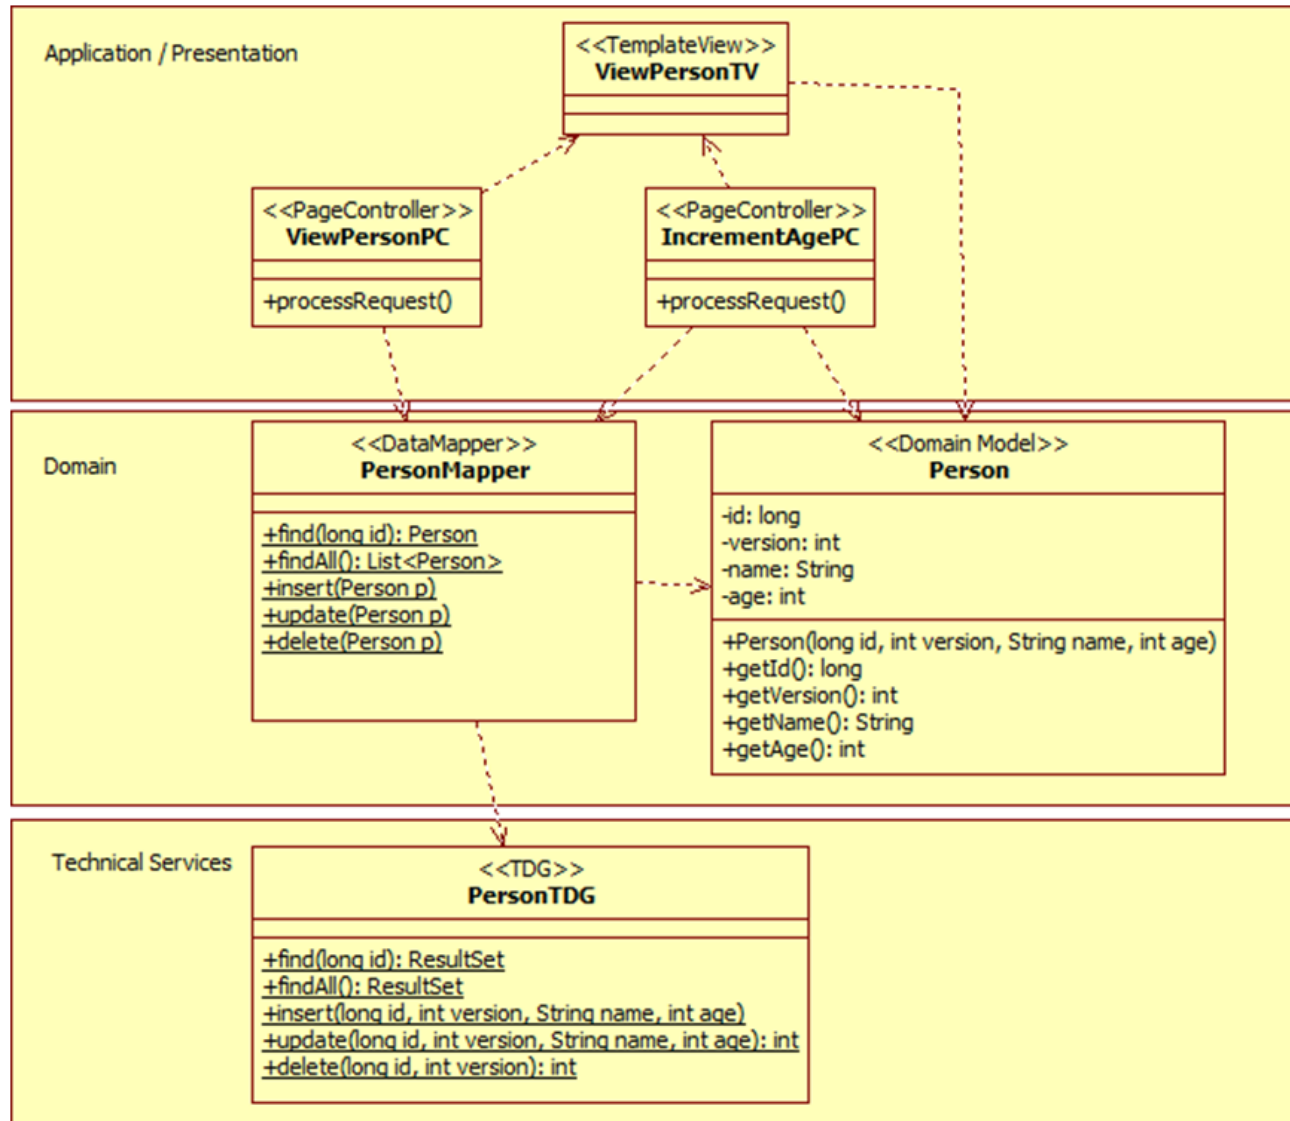 Application / Presentation
<<TemplateView>>
ViewPersonTV
<<PageController>>
ViewPersonPC
+processRequest()
<<PageController>>
IncrementAgePC
+processRequest()
Domain
<<DataMapper>>
PersonMapper
+find(long id): Person
+findAll(): List<Person>
+insert(Person p)
+update(Person p)
+delete(Person p)
<<Domain Model>>
Person
-id: long
-version: int
-name: String
-age: int
+Person(long id, int version, String name, int age)
+getId(): long
+getVersion(): int
+getName(): String
+getAge(): int
Technical Services
<<TDG>>
PersonTDG
+find(long id): ResultSet
+findAll(): ResultSet
+insert(long id, int version, String name, int age)
+update(long id, int version, String name, int age): int
+delete(long id, int version): int